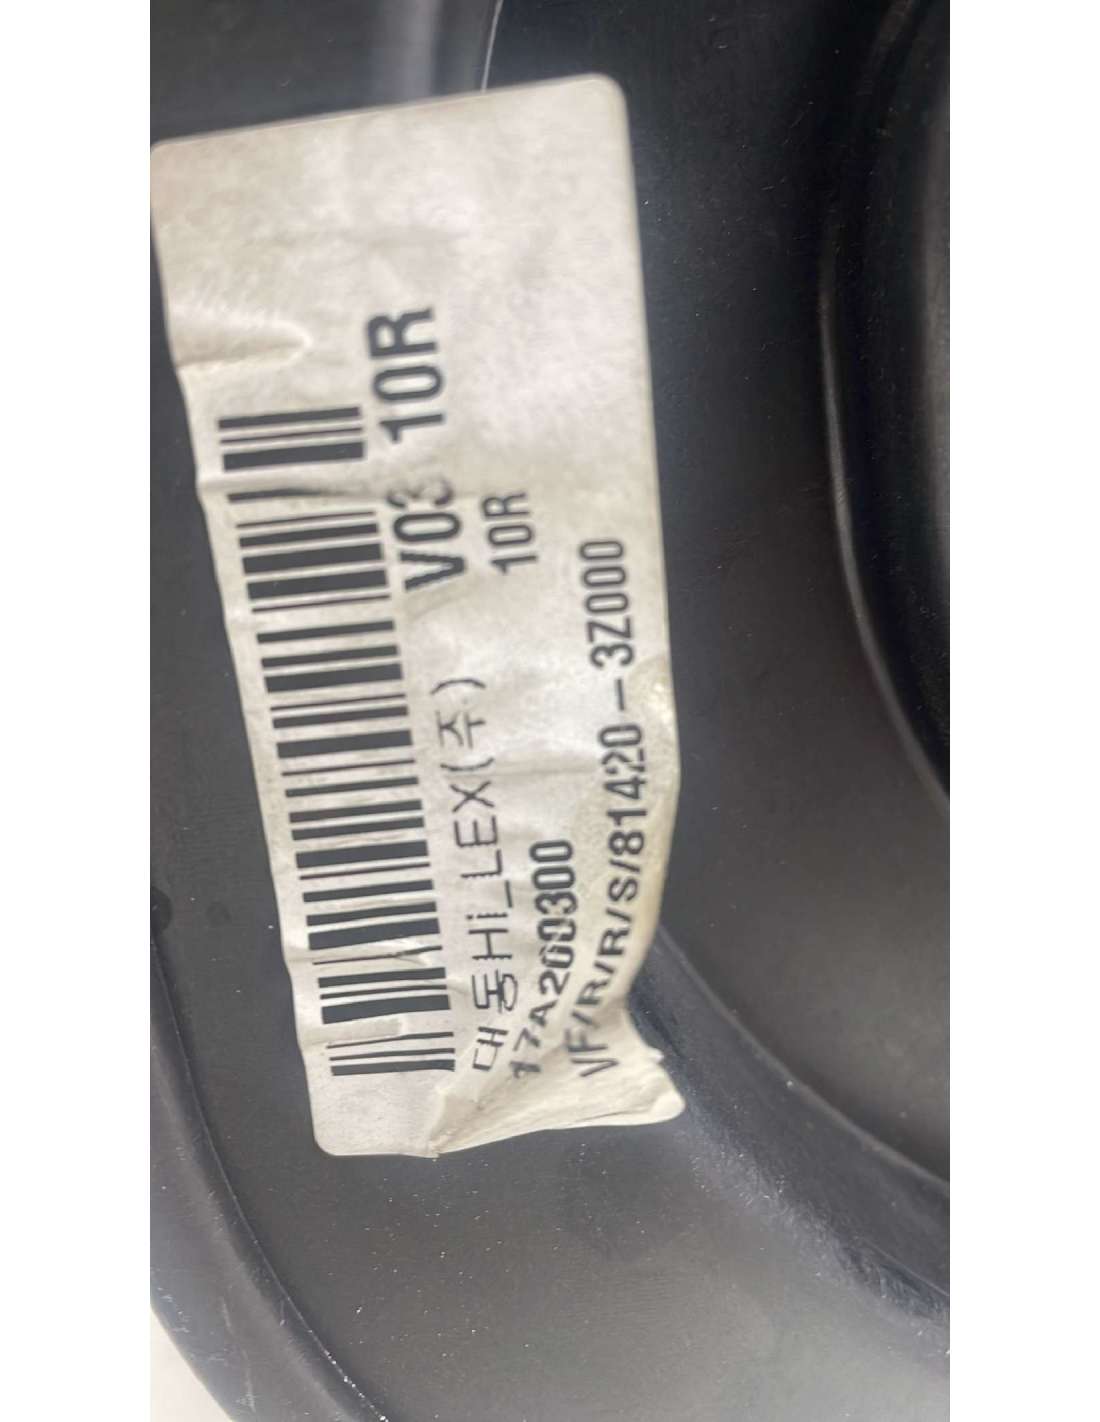 V03 10R
대동Hi_LEX(주)
10R
17A200300
VF/R/R/S/81420-3Z000